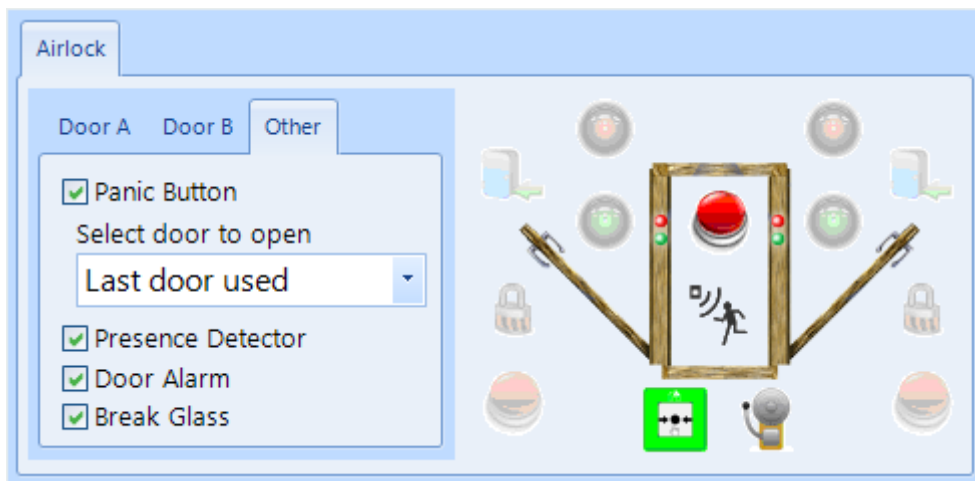 Airlock
Door A Door B Other
Panic Button
Select door to open
Last door used
Presence Detector
Door Alarm
Break Glass